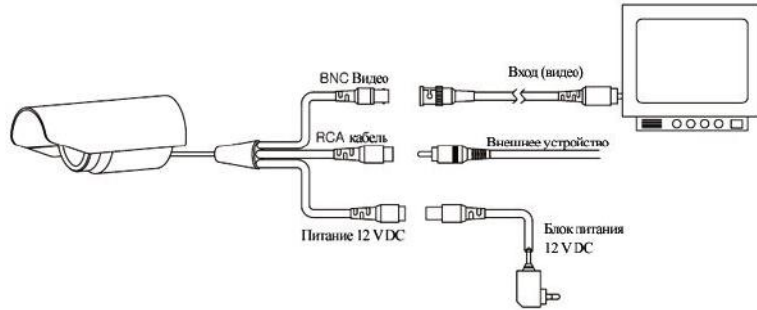 BNC Видео
Вход (видео)
RCA кабель
Внешнее устройство
Питание 12 VDC
Блок питания
12 VDC